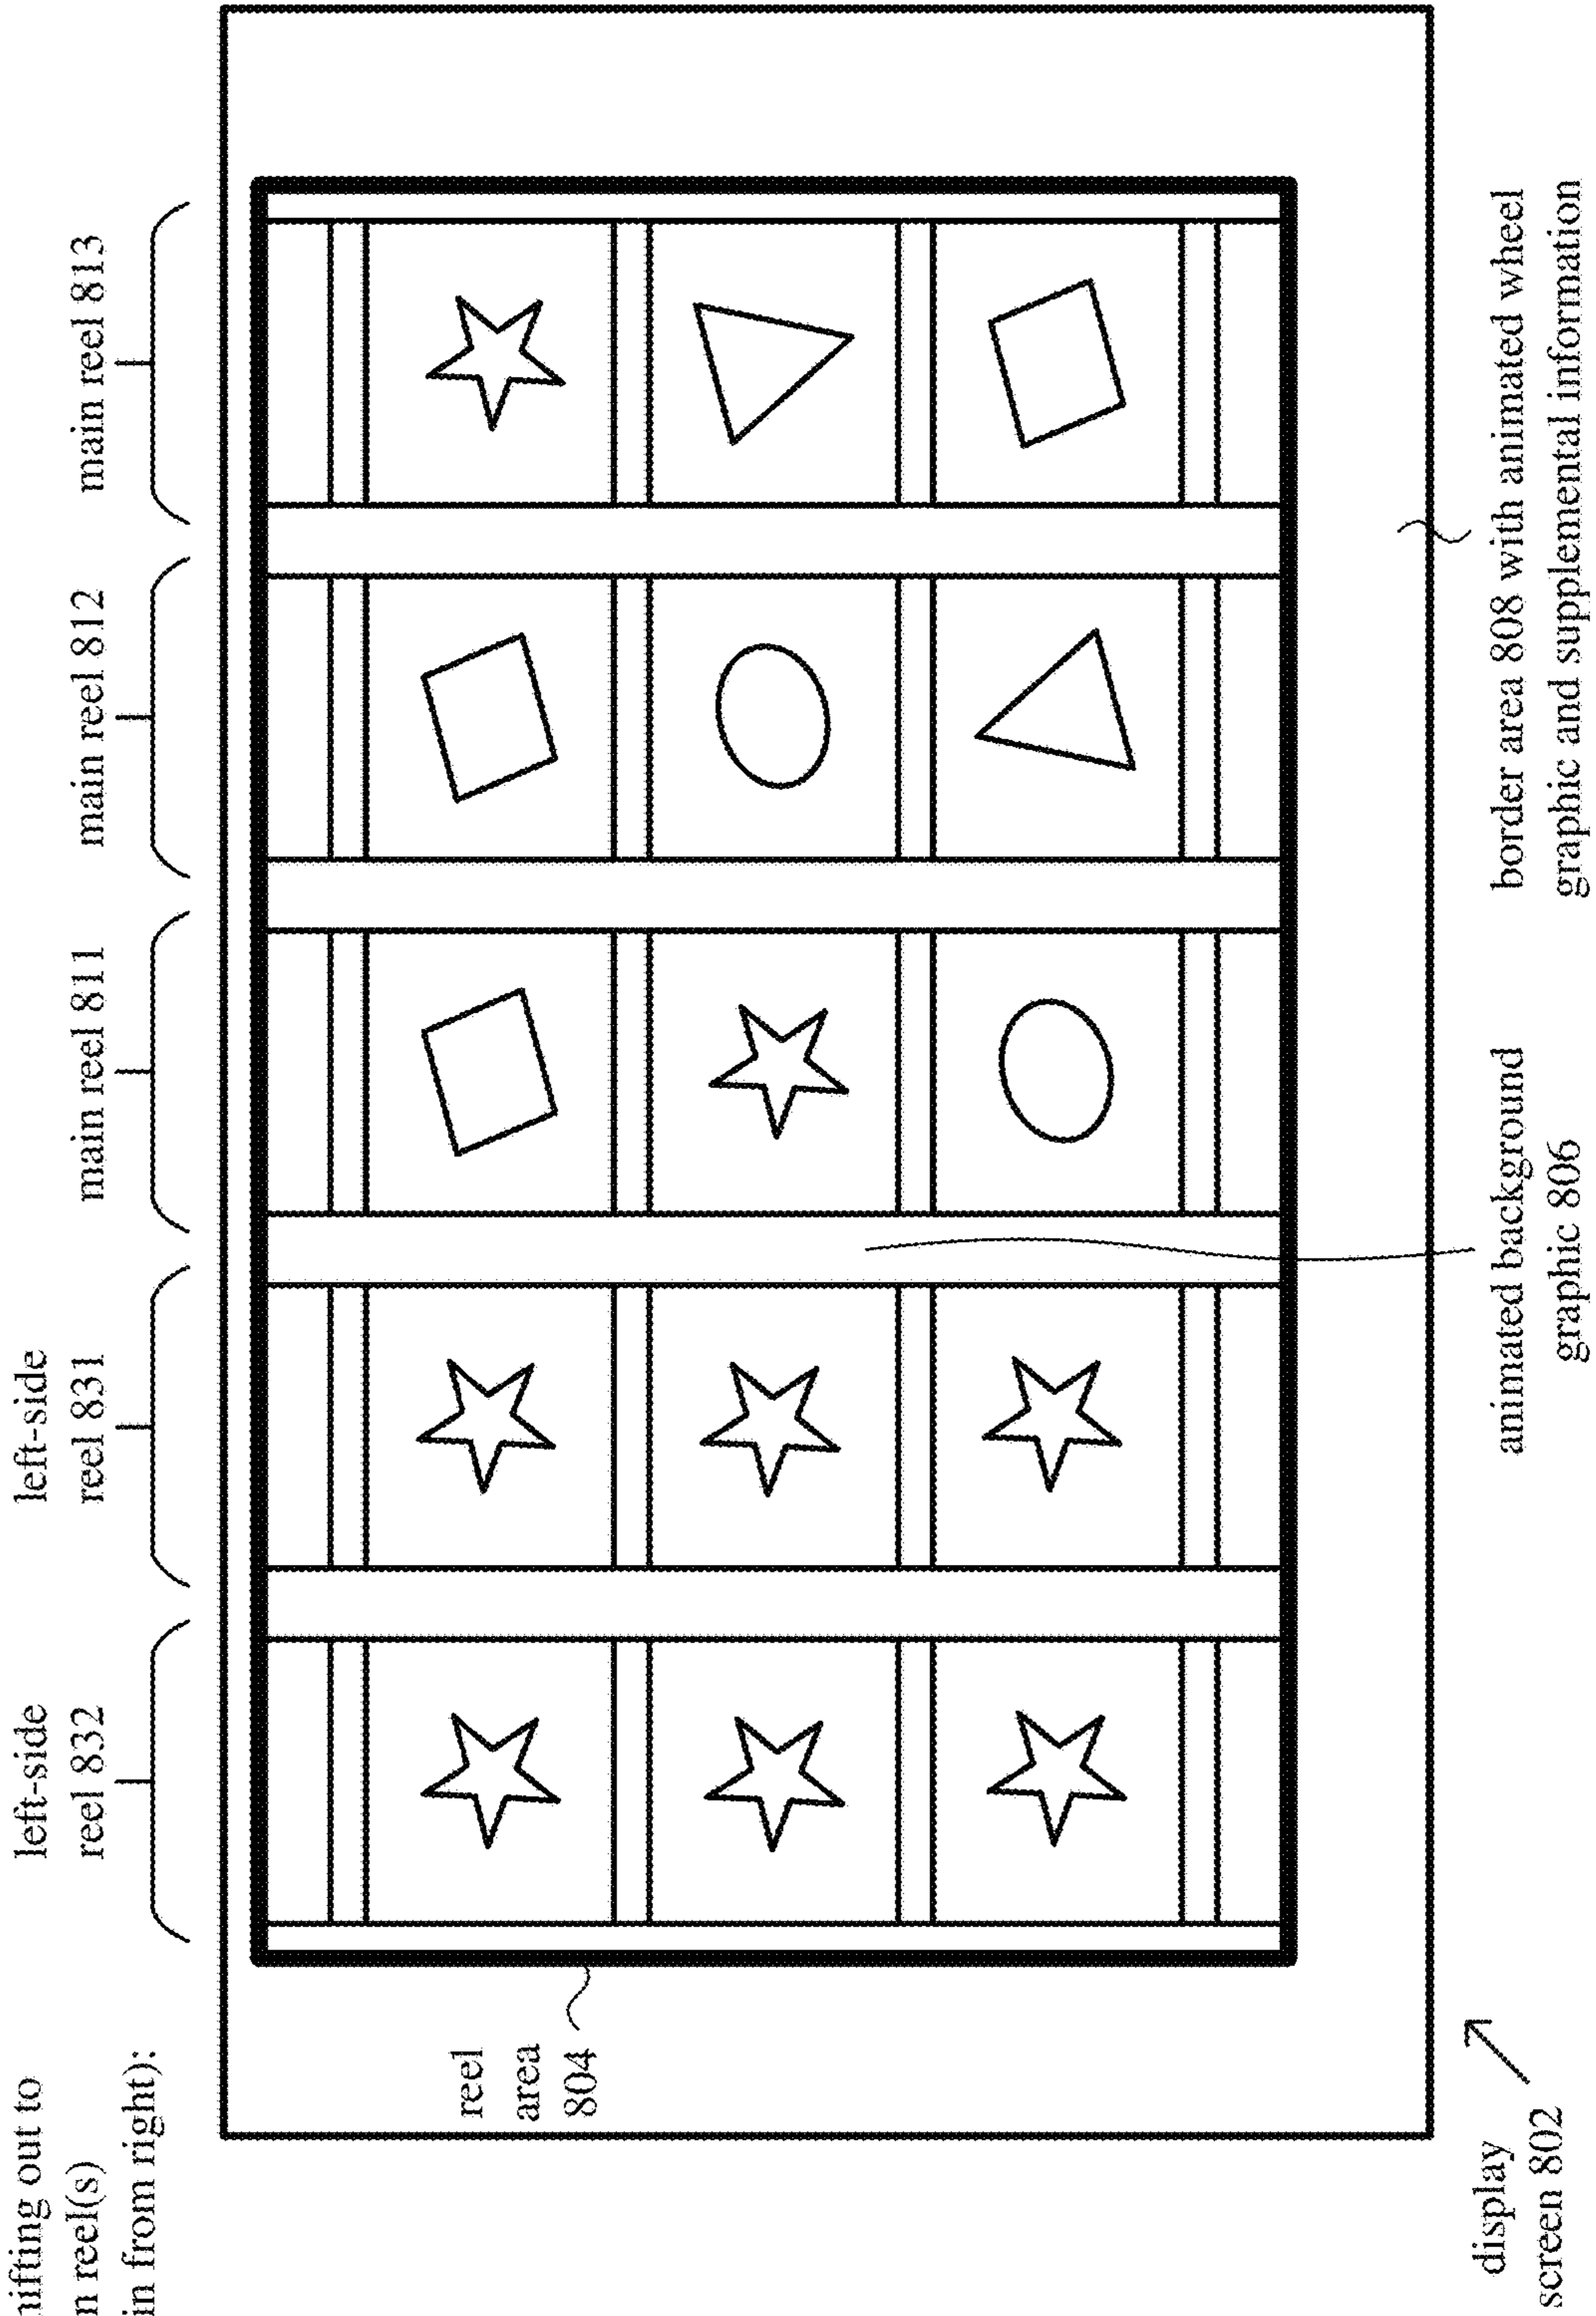 out to
reel(s)
in from right):
left-side
reel 832
left-side
reel 831
main reel 811
main reel 812
main reel 813
reel
area
804
display
screen 802
animated background
graphic 806
border area 808 with animated wheel
graphic and supplemental information